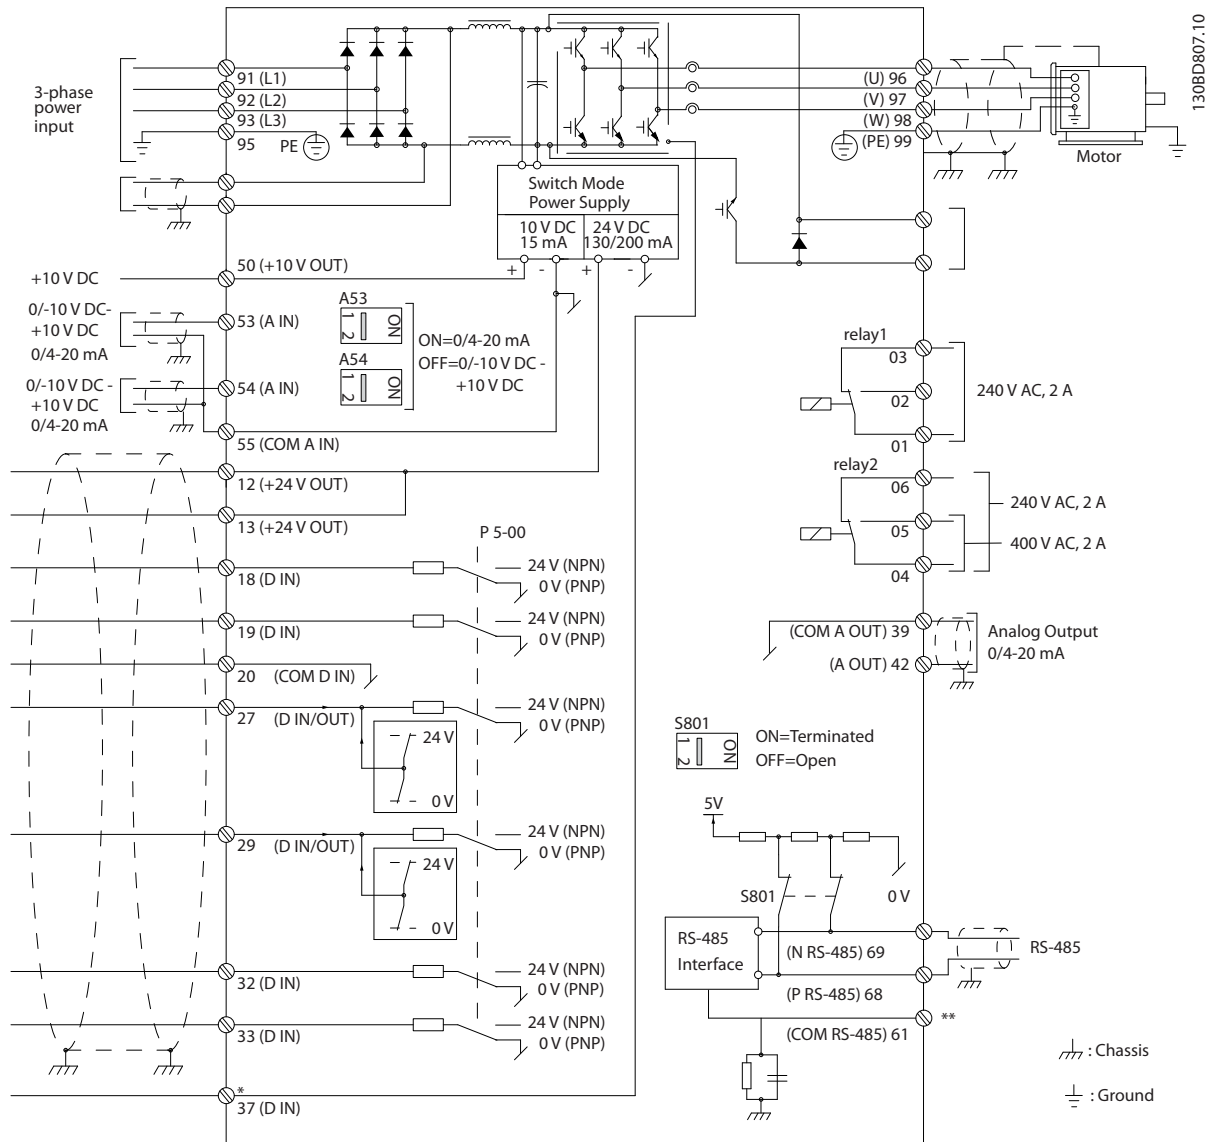 130BD807.10
3-phase
power
input
91 (L1)
92 (L2)
93 (L3)
95
PE
(U) 96
(V) 97
(W) 98
(PE) 99
Motor
Switch Mode
Power Supply
10 V DC
15 mA
24 V DC
130/200 mA
+
-
+
-
+10 V DC
50 (+10 V OUT)
0/-10 V DC-
+10 V DC
0/4-20 mA
53 (A IN)
0/-10 V DC -
+10 V DC
0/4-20 mA
54 (A IN)
55 (COM A IN)
A53
1 2
ON
A54
1 2
ON
ON=0/4-20 mA
OFF=0/-10 V DC -
+10 V DC
12 (+24 V OUT)
13 (+24 V OUT)
P 5-00
18 (D IN)
24 V (NPN)
0 V (PNP)
19 (D IN)
24 V (NPN)
0 V (PNP)
20 (COM D IN)
27 (D IN/OUT)
24 V (NPN)
0 V (PNP)
24 V
0 V
29 (D IN/OUT)
24 V (NPN)
0 V (PNP)
24 V
0 V
32 (D IN)
24 V (NPN)
0 V (PNP)
33 (D IN)
24 V (NPN)
0 V (PNP)
*
37 (D IN)
relay1
03
02
01
240 V AC, 2 A
relay2
06
05
04
240 V AC, 2 A
400 V AC, 2 A
(COM A OUT) 39
(A OUT) 42
Analog Output
0/4-20 mA
S801
1 2
ON
ON=Terminated
OFF=Open
5V
S801
0 V
RS-485
Interface
(N RS-485) 69
RS-485
(P RS-485) 68
(COM RS-485) 61
**
: Chassis
: Ground